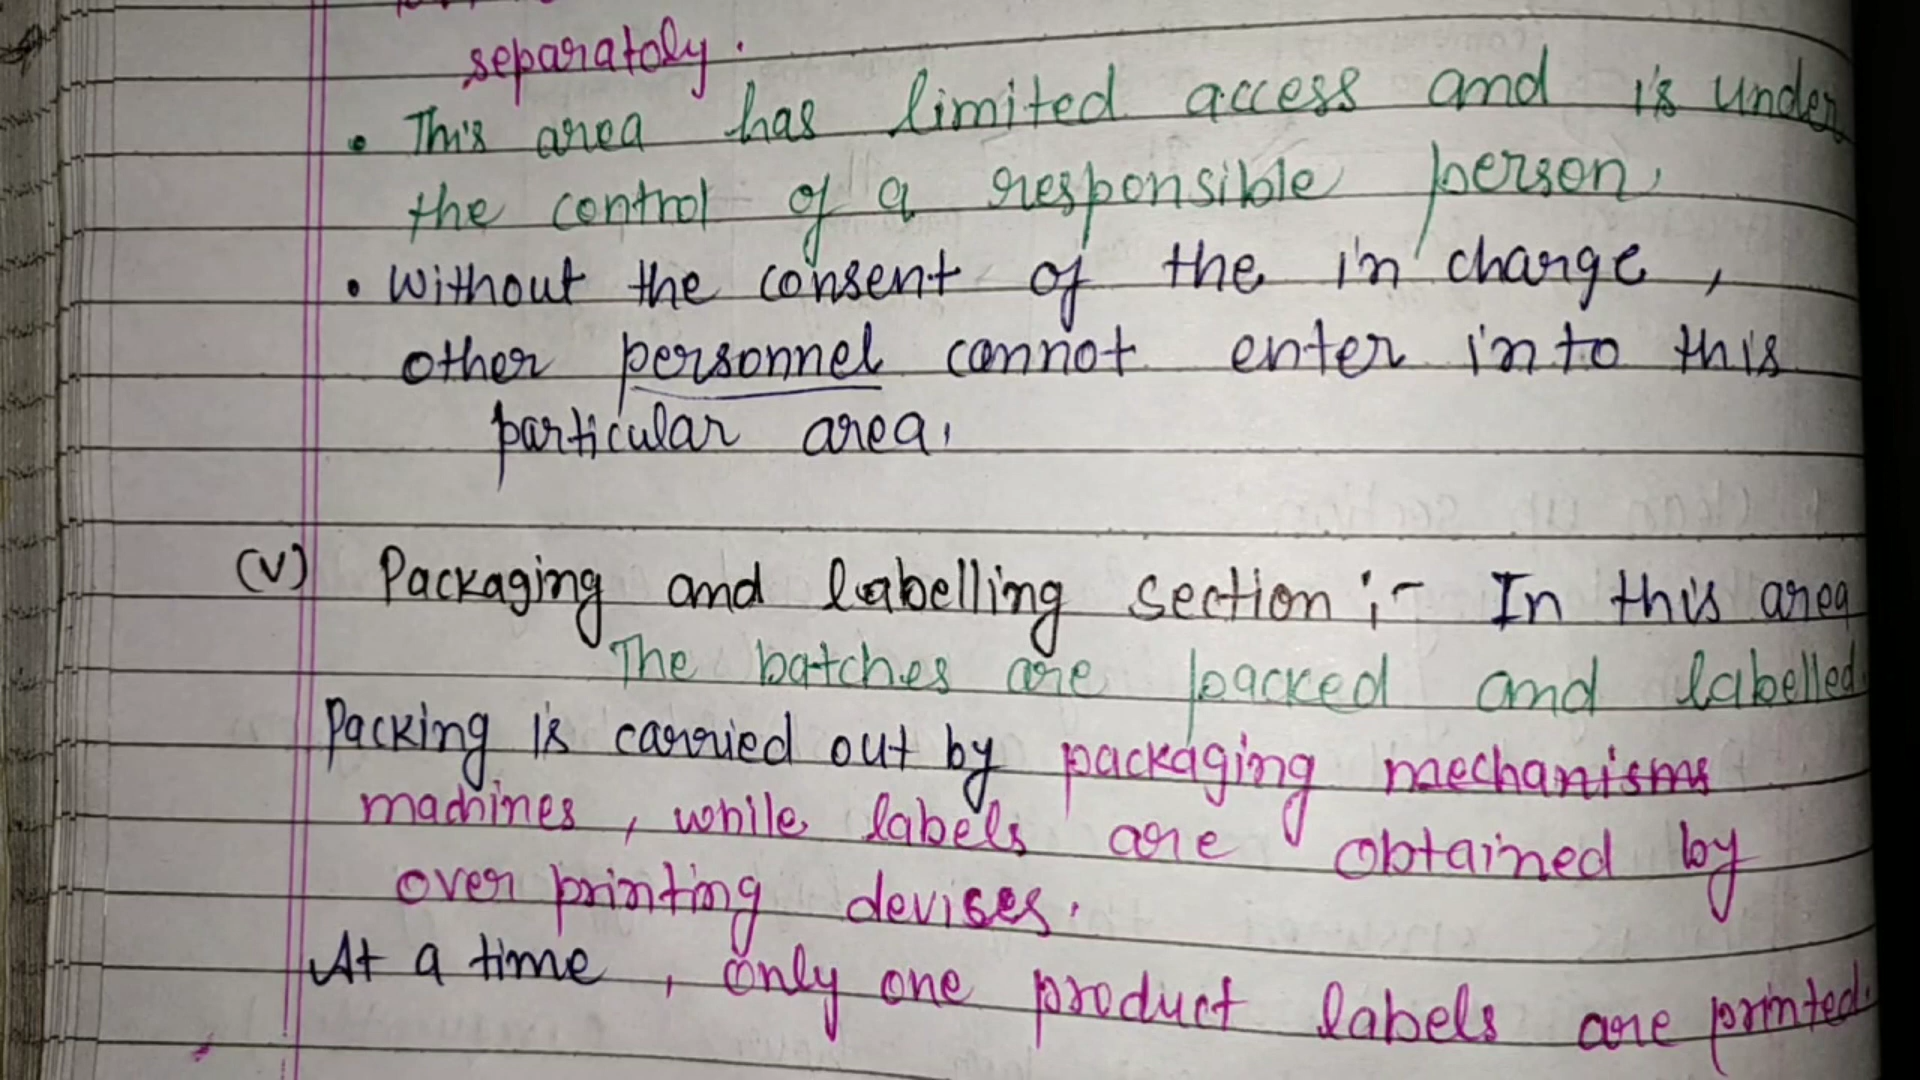 separately.
• This area has limited access and is under
the control of a responsible person.
• Without the consent of the in charge,
other personnel cannot enter into this
particular area.
(V) Packaging and labelling section :- In this area
The batches are packed and labelled.
Packing is carried out by packaging mechanisms
machines, while labels are obtained by
over printing devises.
At a time, only one product labels are printed.